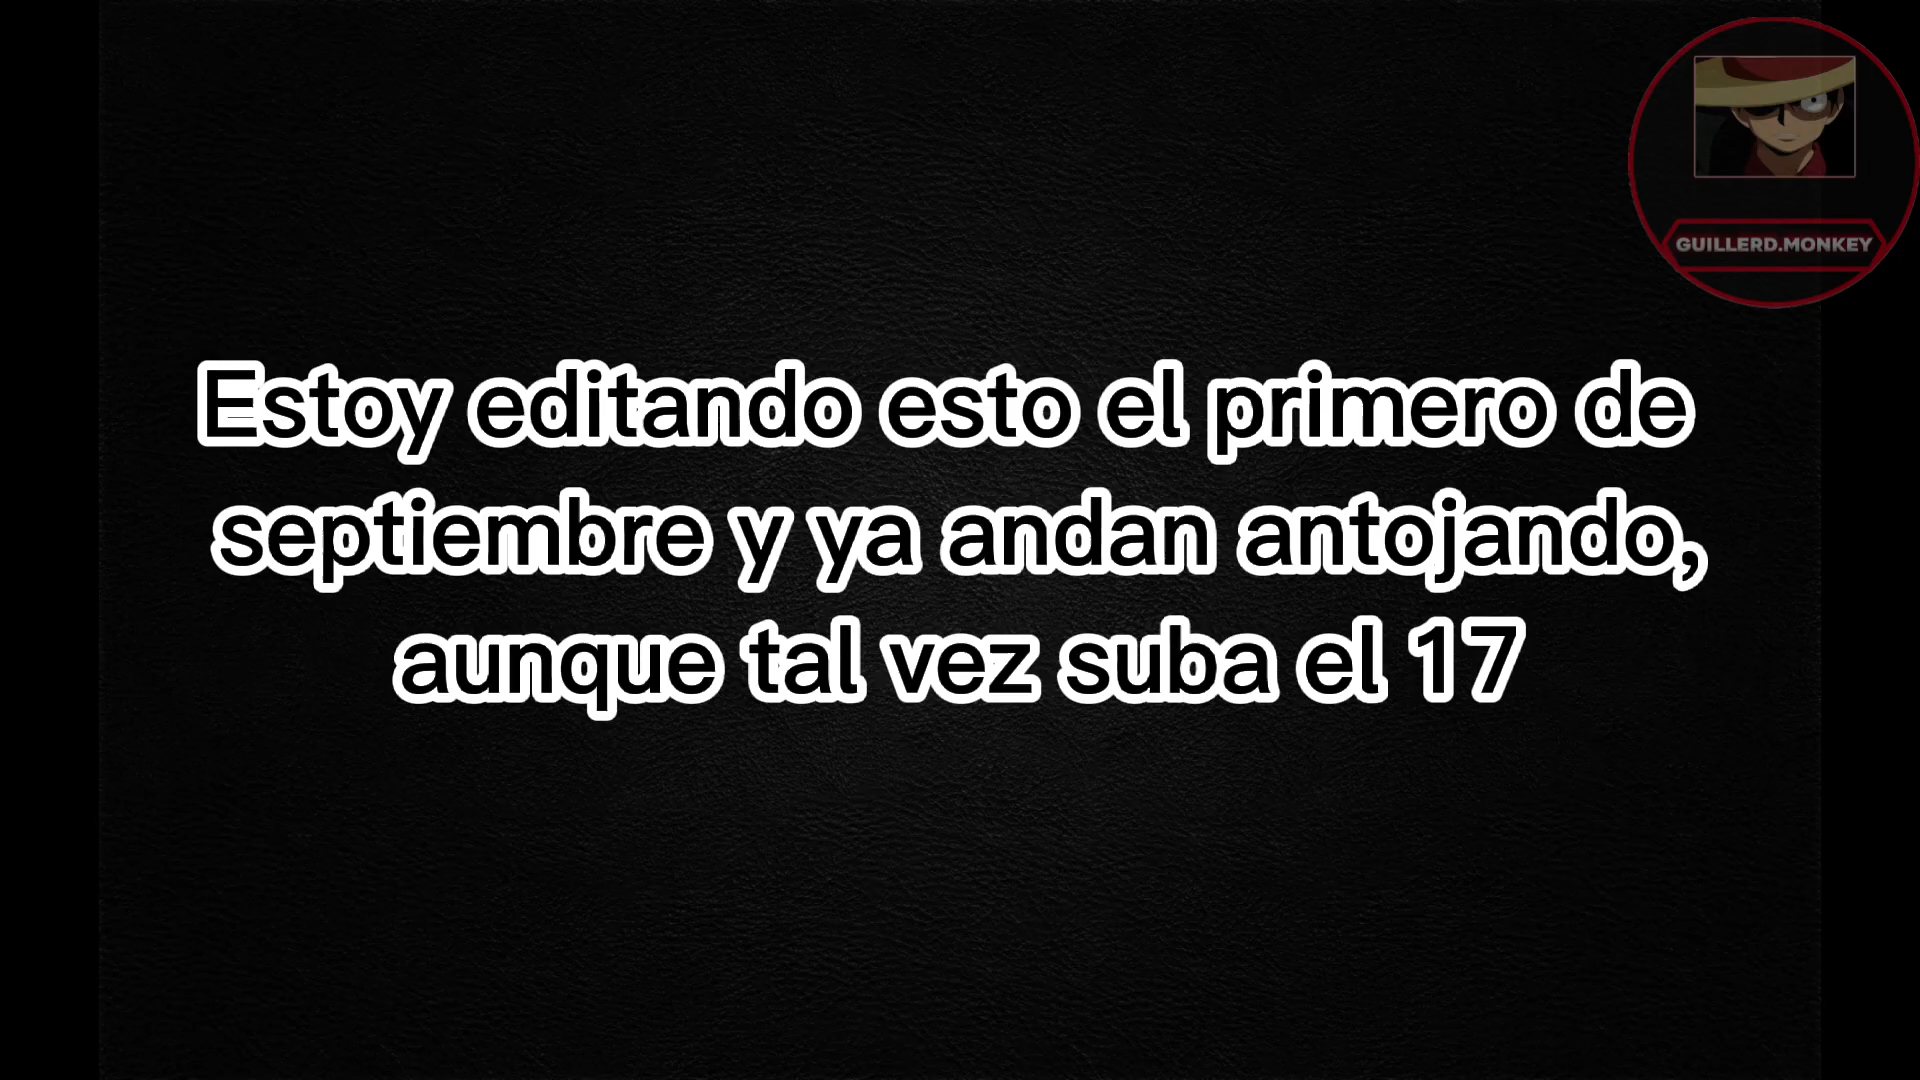 GUILLERD.MONKEY
Estoy editando esto el primero de
septiembre y ya andan antojando,
aunque tal vez suba el 17